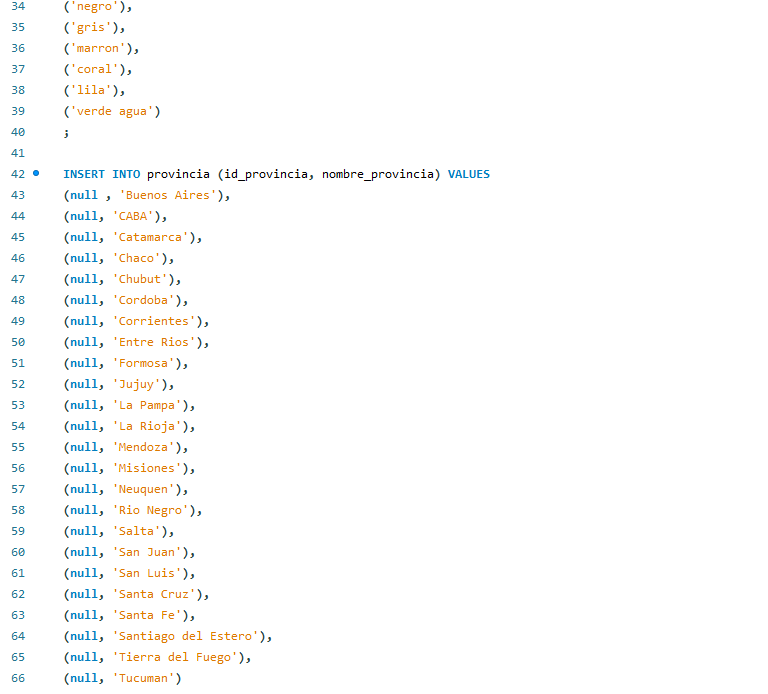 34 ('negro'),
35 ('gris'),
36 ('marron'),
37 ('coral'),
38 ('lila'),
39 ('verde agua')
40 ;
41
42 INSERT INTO provincia (id_provincia, nombre_provincia) VALUES
43 (null , 'Buenos Aires'),
44 (null, 'CABA'),
45 (null, 'Catamarca'),
46 (null, 'Chaco'),
47 (null, 'Chubut'),
48 (null, 'Cordoba'),
49 (null, 'Corrientes'),
50 (null, 'Entre Rios'),
51 (null, 'Formosa'),
52 (null, 'Jujuy'),
53 (null, 'La Pampa'),
54 (null, 'La Rioja'),
55 (null, 'Mendoza'),
56 (null, 'Misiones'),
57 (null, 'Neuquen'),
58 (null, 'Rio Negro'),
59 (null, 'Salta'),
60 (null, 'San Juan'),
61 (null, 'San Luis'),
62 (null, 'Santa Cruz'),
63 (null, 'Santa Fe'),
64 (null, 'Santiago del Estero'),
65 (null, 'Tierra del Fuego'),
66 (null, 'Tucuman')